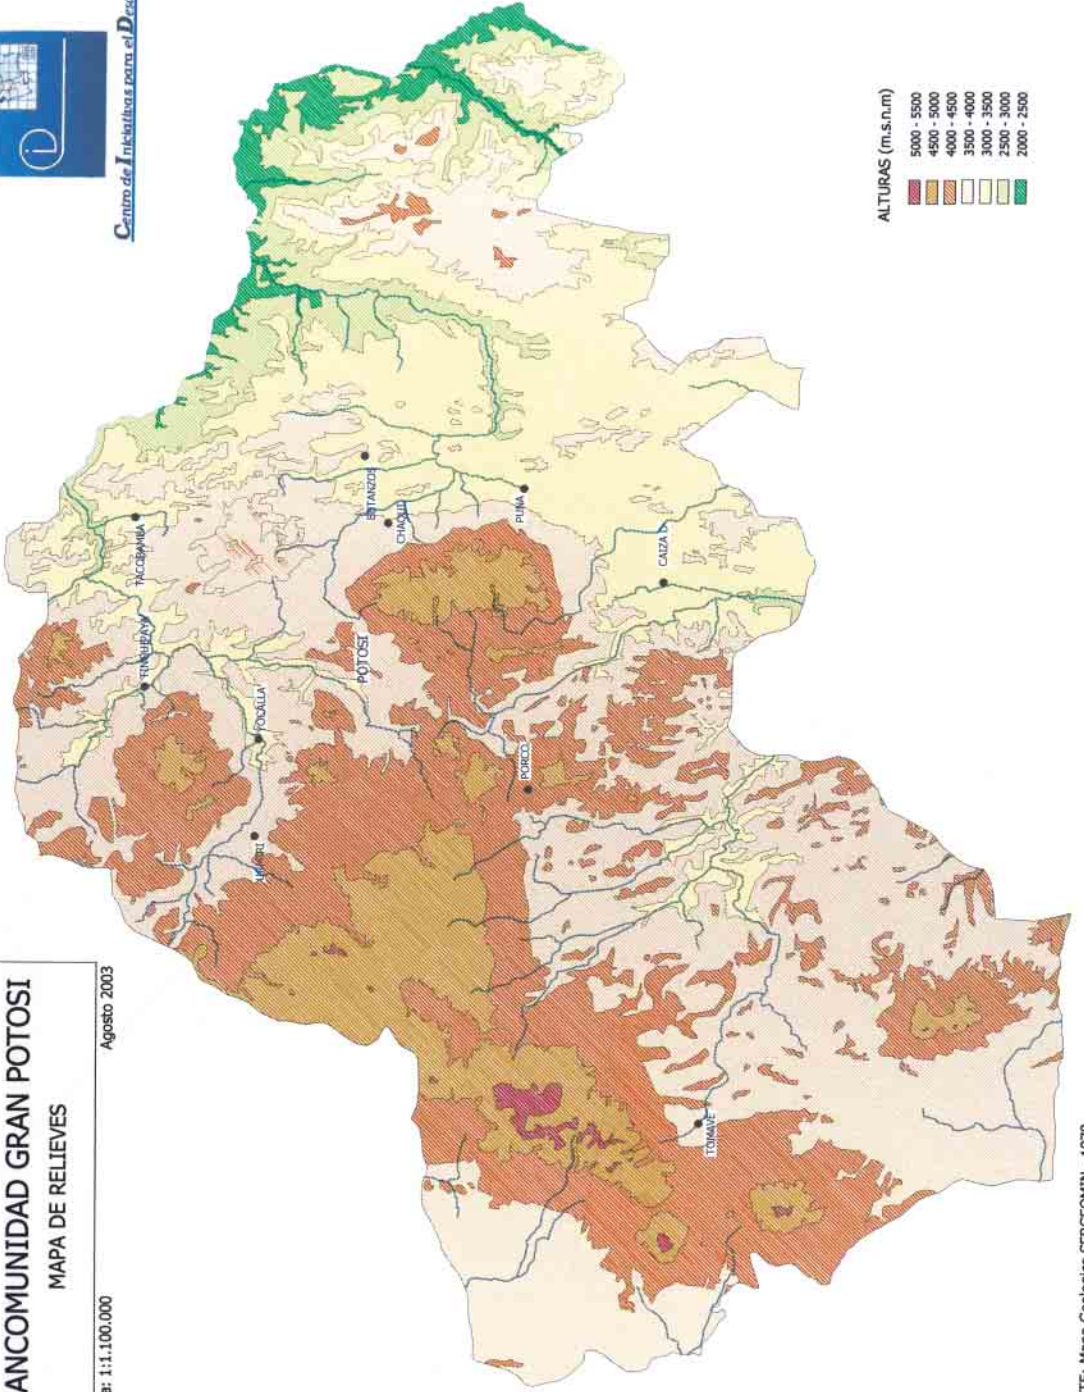 ANCOMUNIDAD GRAN POTOSI
MAPA DE RELIEVES
a: 1:1.100.000
Agosto 2003
Centro de Iniciativas para el Desa
TACOBAMBA
TINGUIPAYA
YOCALLA
URMIRI
POTOSI
BETANZOS
CHAQUI
PUNA
CAIZA D
PORCO
TOMAVE
ALTURAS (m.s.n.m)
5000 - 5500
4500 - 5000
4000 - 4500
3500 - 4000
3000 - 3500
2500 - 3000
2000 - 2500